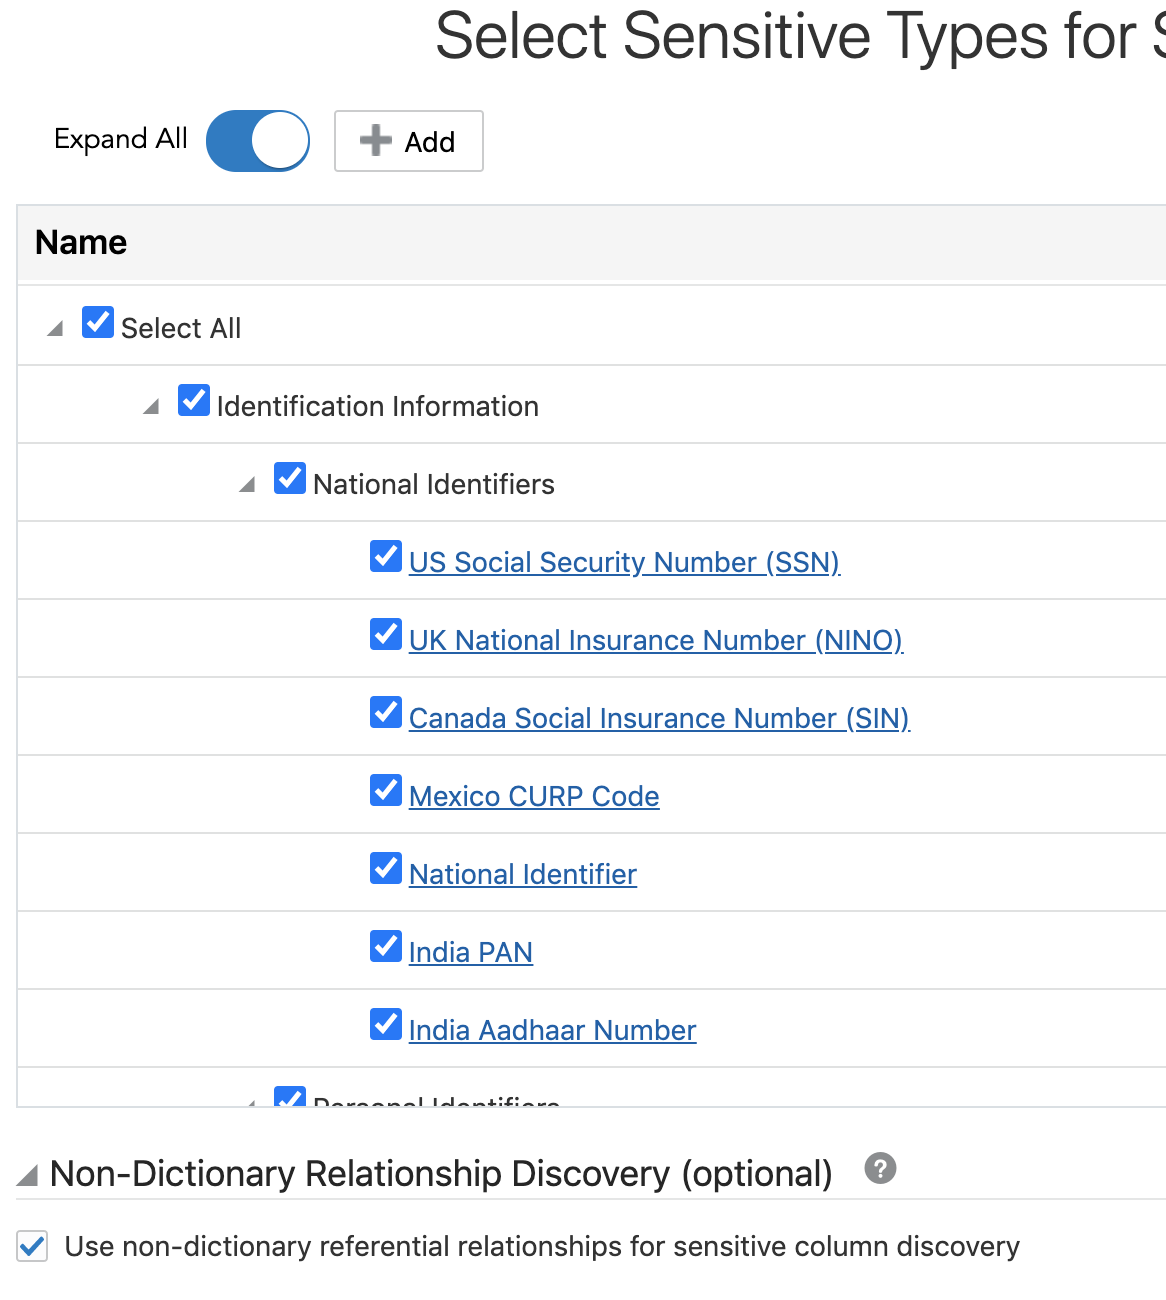 Select Sensitive Types for
Expand All
Add
Name
Select All
Identification Information
National Identifiers
US Social Security Number (SSN)
UK National Insurance Number (NINO)
Canada Social Insurance Number (SIN)
Mexico CURP Code
National Identifier
India PAN
India Aadhaar Number
Personal Identifiers
Non-Dictionary Relationship Discovery (optional)
?
Use non-dictionary referential relationships for sensitive column discovery